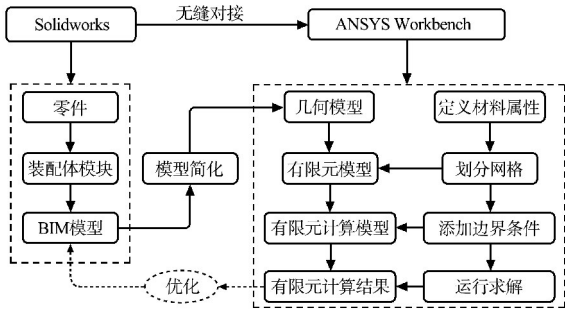 Solidworks
无缝对接
ANSYS Workbench
零件
装配体模块
BIM模型
模型简化
几何模型
定义材料属性
有限元模型
划分网格
有限元计算模型
添加边界条件
优化
有限元计算结果
运行求解